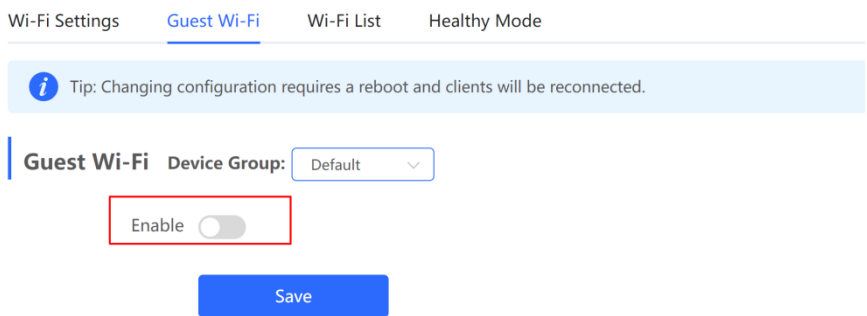 Wi-Fi Settings Guest Wi-Fi Wi-Fi List Healthy Mode
i Tip: Changing configuration requires a reboot and clients will be reconnected.
Guest Wi-Fi Device Group: Default
Enable
Save